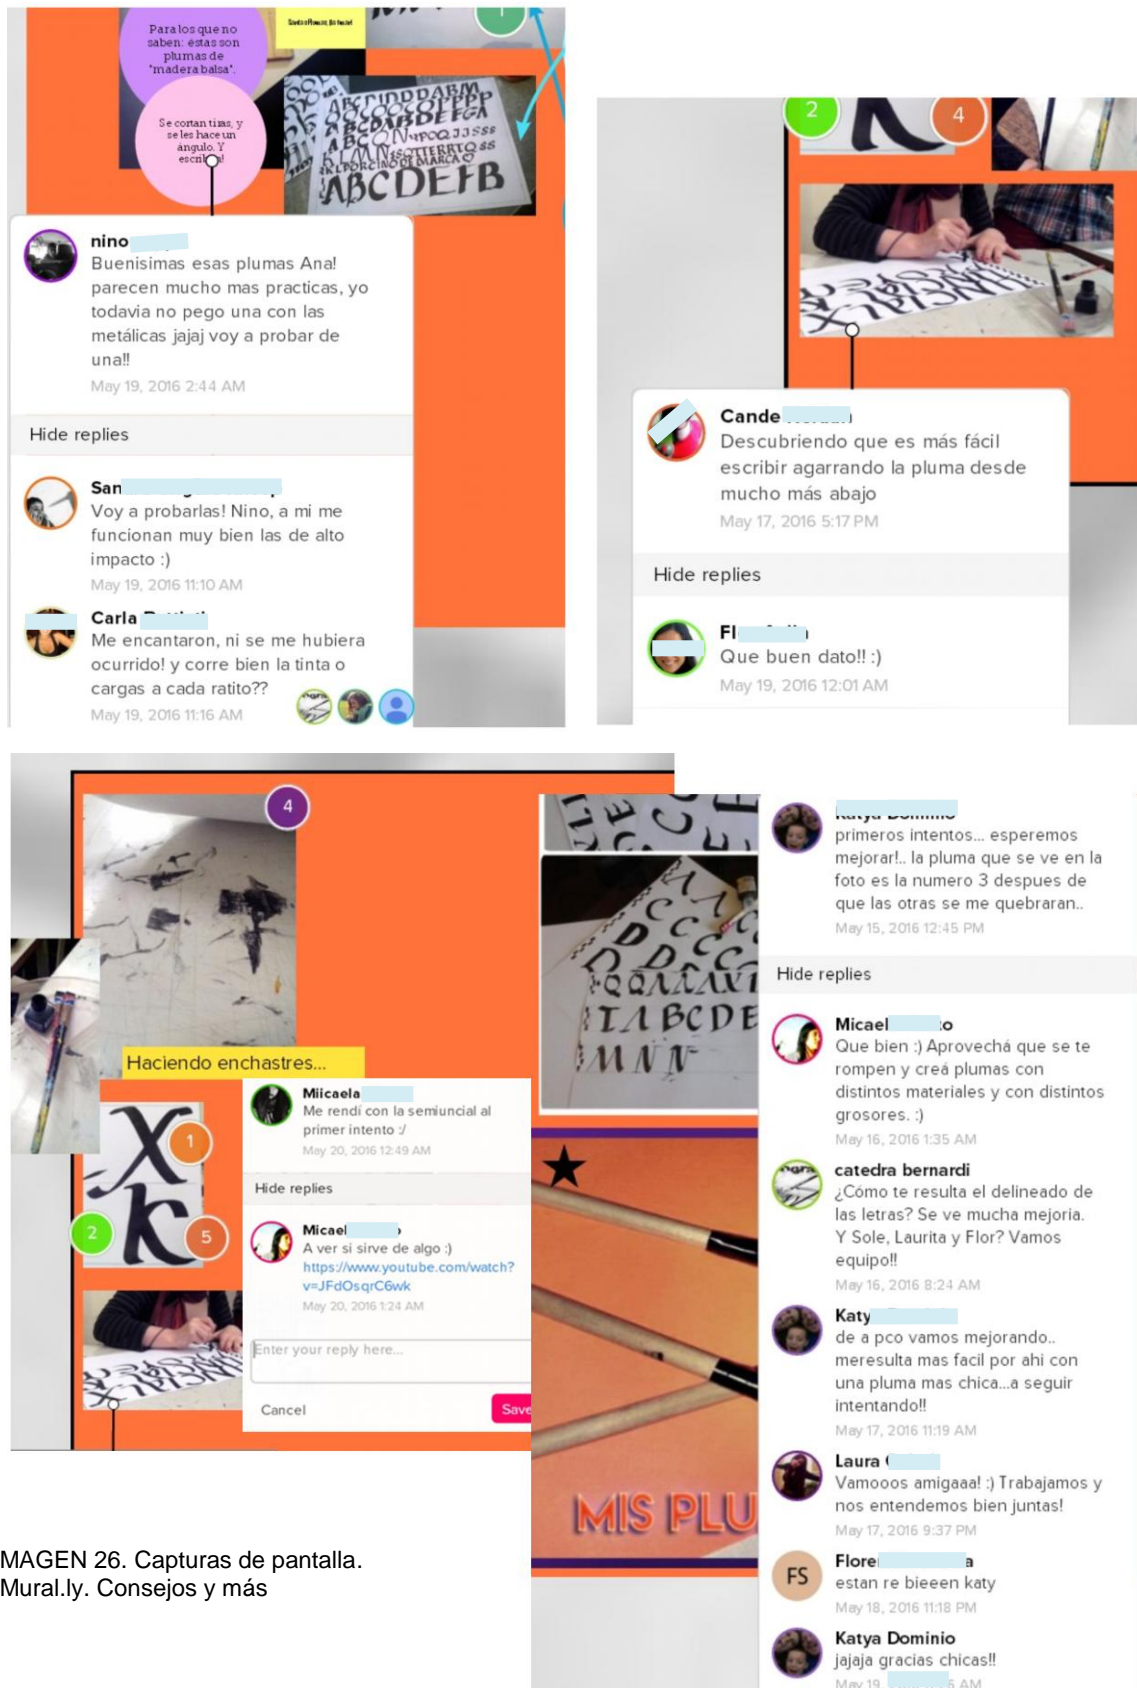 Para los que no
saben: éstas son
plumas de
"madera balsa".
Se cortan tiras, y
se les hace un
ángulo. Y
1
ABCDEFB
nino
Buenisimas esas plumas Ana!
parecen mucho mas practicas, yo
todavia no pego una con las
metálicas jajaj voy a probar de
una!!
May 19, 2016 2:44 AM
Hide replies
San
Voy a probarlas! Nino, a mi me
funcionan muy bien las de alto
impacto :)
May 19, 2016 11:10 AM
Carla
Me encantaron, ni se me hubiera
ocurrido! y corre bien la tinta o
cargas a cada ratito??
May 19, 2016 11:16 AM
2
4
Cande
Descubriendo que es más fácil
escribir agarrando la pluma desde
mucho más abajo
May 17, 2016 5:17 PM
Hide replies
Fl
Que buen dato!! :)
May 19, 2016 12:01 AM
4
Haciendo enchastres...
X
1
K
2
5
Miicaela
Me rendí con la semiuncial al
primer intento :/
May 20, 2016 12:49 AM
Hide replies
Micael
A ver si sirve de algo :)
https://www.youtube.com/watch?
v=JFdOsqrC6wk
May 20, 2016 1:24 AM
Enter your reply here...
Cancel
Save
MIS PLU
primeros intentos... esperemos
mejorar!.. la pluma que se ve en la
foto es la numero 3 despues de
que las otras se me quebraran..
May 15, 2016 12:45 PM
Hide replies
Micael
Que bien :) Aprovechá que se te
rompen y creá plumas con
distintos materiales y con distintos
grosores. :)
May 16, 2016 1:35 AM
catedra bernardi
¿Cómo te resulta el delineado de
las letras? Se ve mucha mejoria.
Y Sole, Laurita y Flor? Vamos
equipo!!
May 16, 2016 8:24 AM
Katy
de a pco vamos mejorando..
meresulta mas facil por ahi con
una pluma mas chica...a seguir
intentando!!
May 17, 2016 11:19 AM
Laura
Vamooos amigaaa! :) Trabajamos y
nos entendemos bien juntas!
May 17, 2016 9:37 PM
FS
Flore
estan re bieeen katy
May 18, 2016 11:18 PM
Katya Dominio
jajaja gracias chicas!!
May 19,
AM
MAGEN 26. Capturas de pantalla.
Mural.ly. Consejos y más